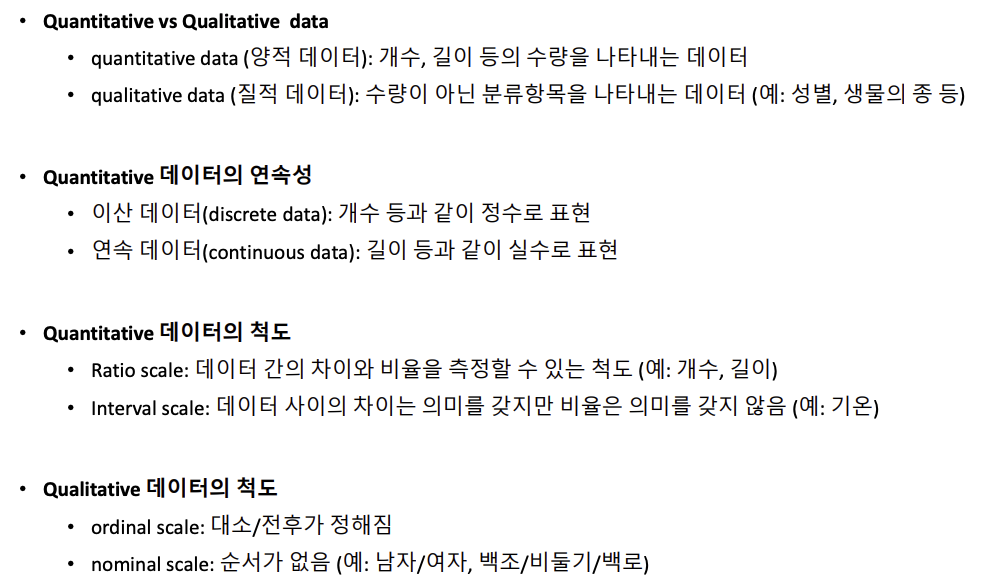 • Quantitative vs Qualitative data
• quantitative data (양적 데이터): 개수, 길이 등의 수량을 나타내는 데이터
• qualitative data (질적 데이터): 수량이 아닌 분류항목을 나타내는 데이터 (예: 성별, 생물의 종 등)
• Quantitative 데이터의 연속성
• 이산 데이터(discrete data): 개수 등과 같이 정수로 표현
• 연속 데이터(continuous data): 길이 등과 같이 실수로 표현
• Quantitative 데이터의 척도
• Ratio scale: 데이터 간의 차이와 비율을 측정할 수 있는 척도 (예: 개수, 길이)
• Interval scale: 데이터 사이의 차이는 의미를 갖지만 비율은 의미를 갖지 않음 (예: 기온)
• Qualitative 데이터의 척도
• ordinal scale: 대소/전후가 정해짐
• nominal scale: 순서가 없음 (예: 남자/여자, 백조/비둘기/백로)